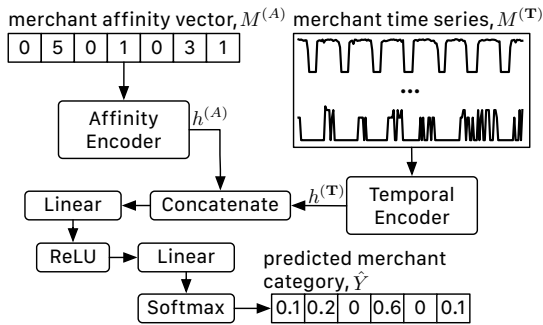 merchant affinity vector, M^(A)
merchant time series, M^(T)
0 5 0 1 0 3 1
...
Affinity
Encoder
h^(A)
Linear
Concatenate
h^(T)
Temporal
Encoder
ReLU
Linear
predicted merchant
category, Ŷ
Softmax
0.1 0.2 0 0.6 0 0.1